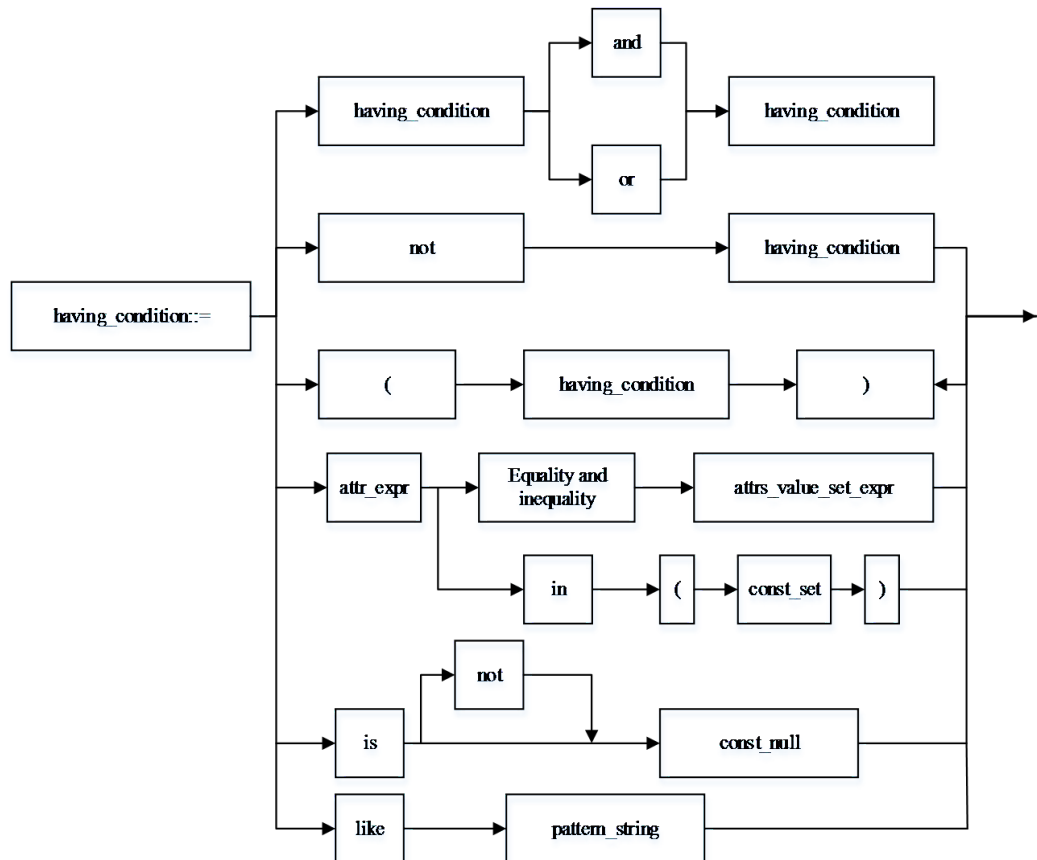 and
having_condition
having_condition
or
not
having_condition
having_condition::=
(
having_condition
)
attr_expr
Equality and
inequality
attrs_value_set_expr
in
(
const_set
)
not
is
const_null
like
pattern_string